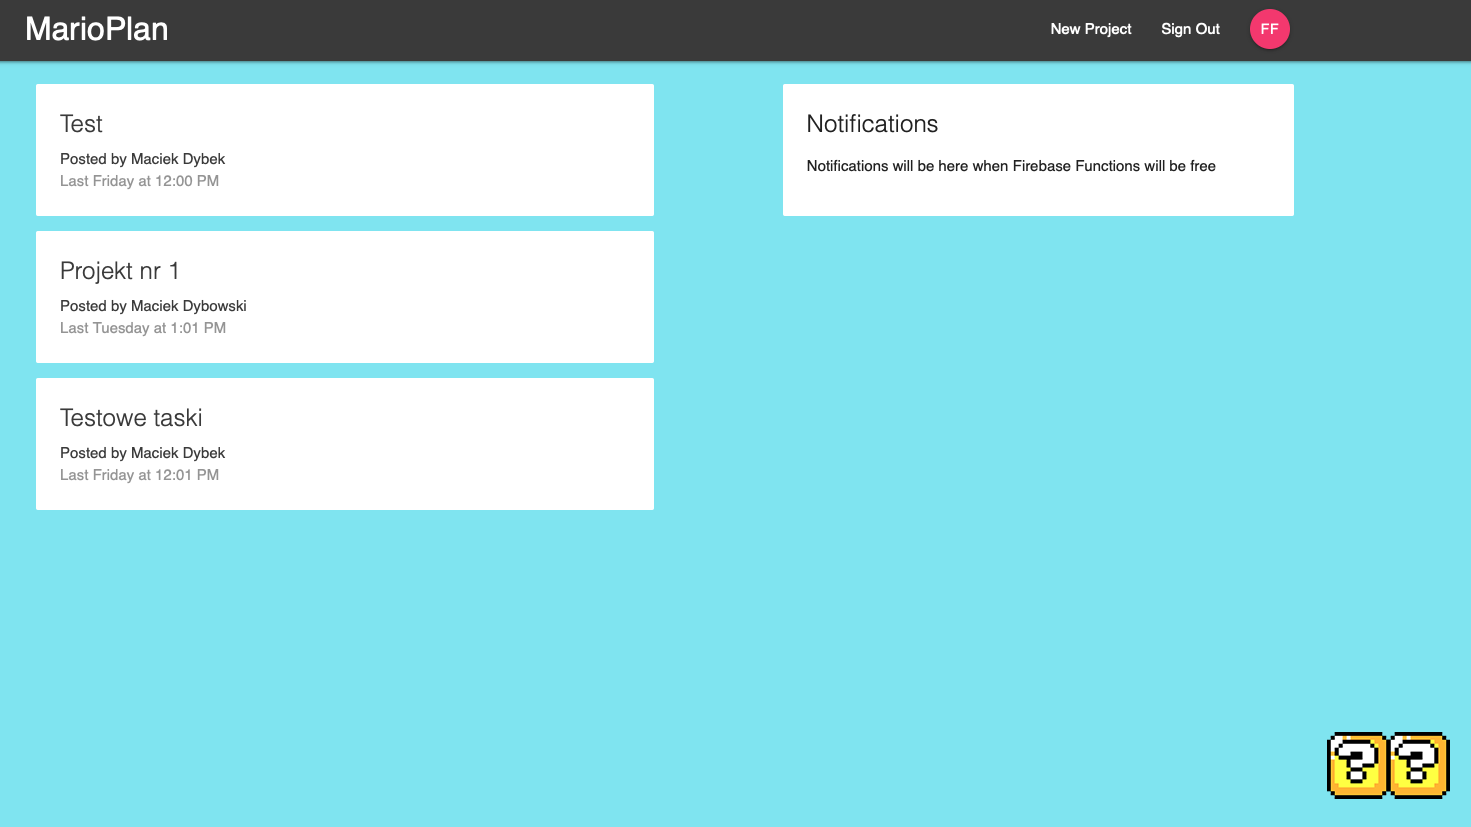 MarioPlan
New Project
Sign Out
FF
Test
Posted by Maciek Dybek
Last Friday at 12:00 PM
Projekt nr 1
Posted by Maciek Dybowski
Last Tuesday at 1:01 PM
Testowe taski
Posted by Maciek Dybek
Last Friday at 12:01 PM
Notifications
Notifications will be here when Firebase Functions will be free
? ?